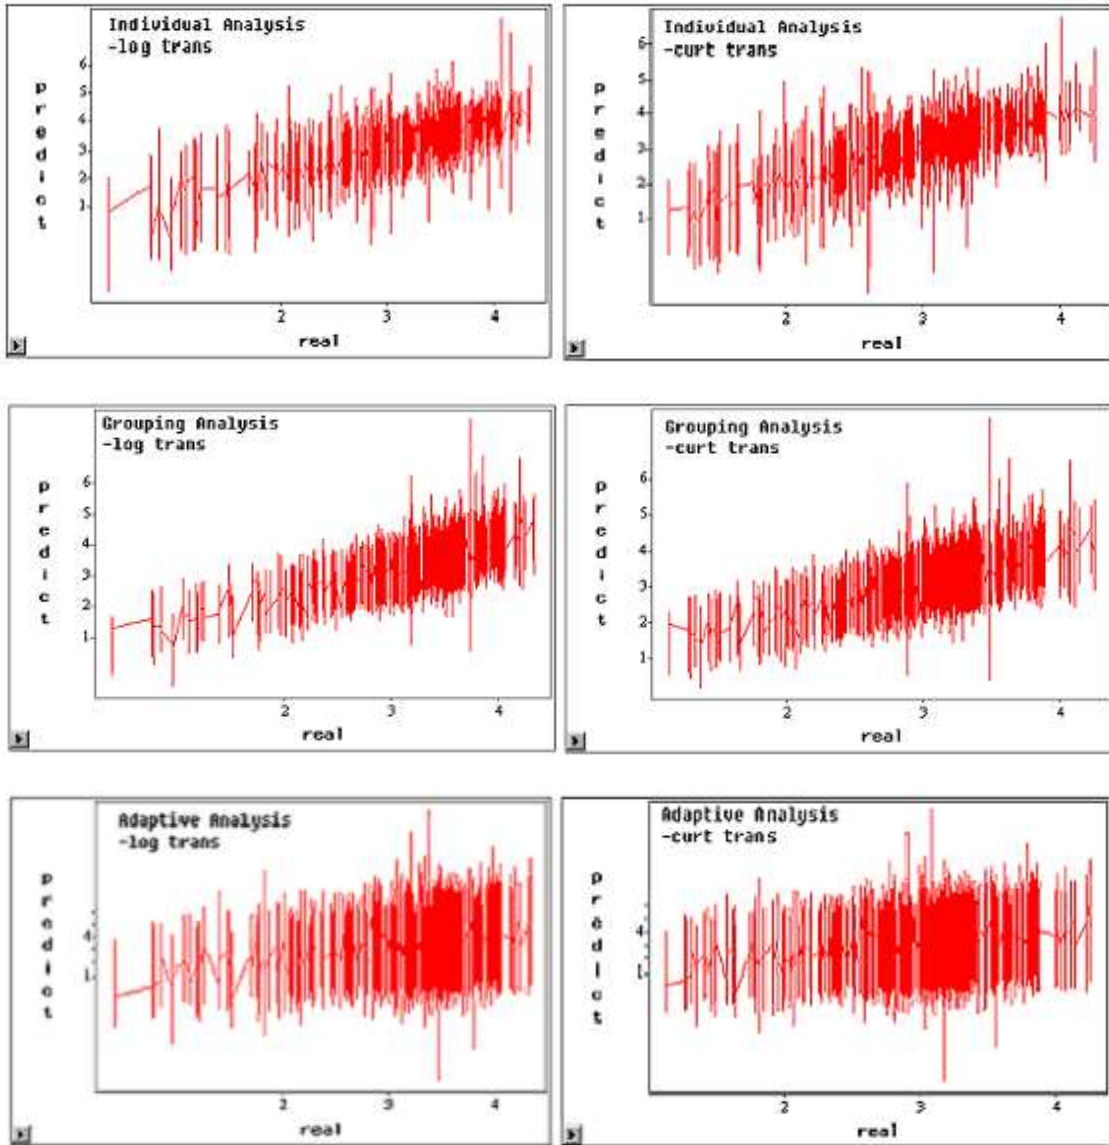 Individual Analysis
-log trans
predict
6
5
4
3
2
1
2 3 4
real
Individual Analysis
-curt trans
predict
6
5
4
3
2
1
2 3 4
real
Grouping Analysis
-log trans
predict
6
5
4
3
2
1
2 3 4
real
Grouping Analysis
-curt trans
predict
6
5
4
3
2
1
2 3 4
real
Adaptive Analysis
-log trans
predict
4
1
2 3 4
real
Adaptive Analysis
-curt trans
predict
4
1
2 3 4
real